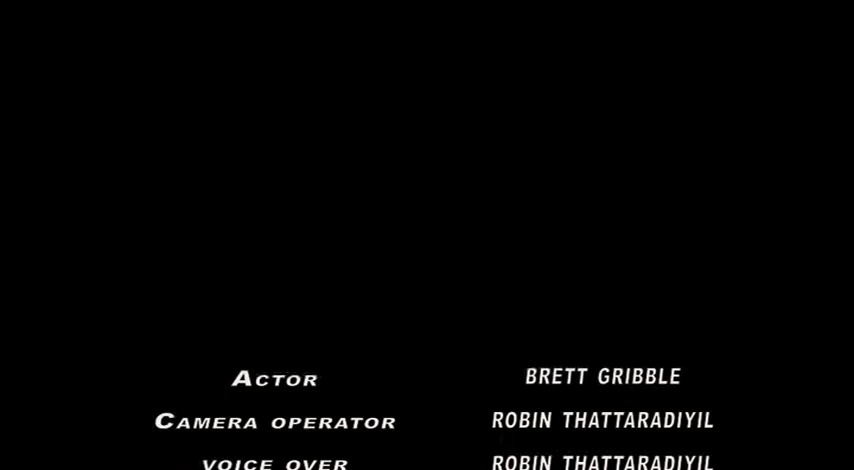 Actor BRETT GRIBBLE
Camera operator ROBIN THATTARADIYIL
voice over ROBIN THATTARADIYIL